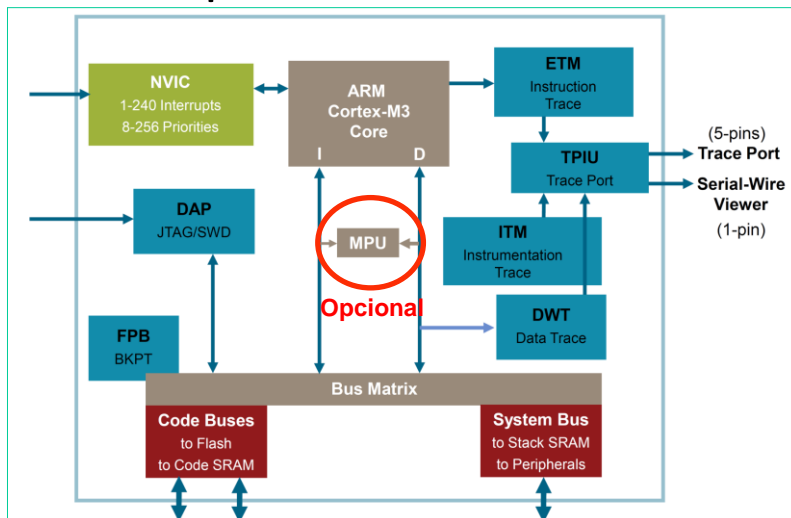 NVIC
1-240 Interrupts
8-256 Priorities
ARM
Cortex-M3
Core
I D
ETM
Instruction
Trace
TPIU
Trace Port
(5-pins)
Trace Port
Serial-Wire
Viewer
(1-pin)
DAP
JTAG/SWD
MPU
Opcional
ITM
Instrumentation
Trace
DWT
Data Trace
FPB
BKPT
Bus Matrix
Code Buses
to Flash
to Code SRAM
System Bus
to Stack SRAM
to Peripherals